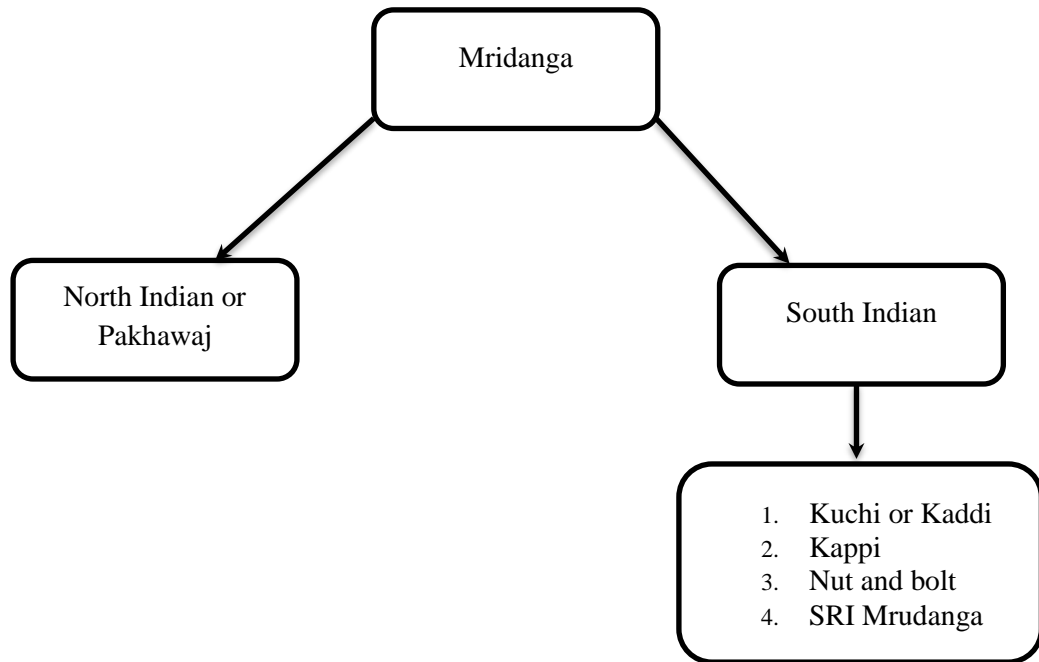 Mridanga
North Indian or
Pakhawaj
South Indian
1. Kuchi or Kaddi
2. Kappi
3. Nut and bolt
4. SRI Mrudanga